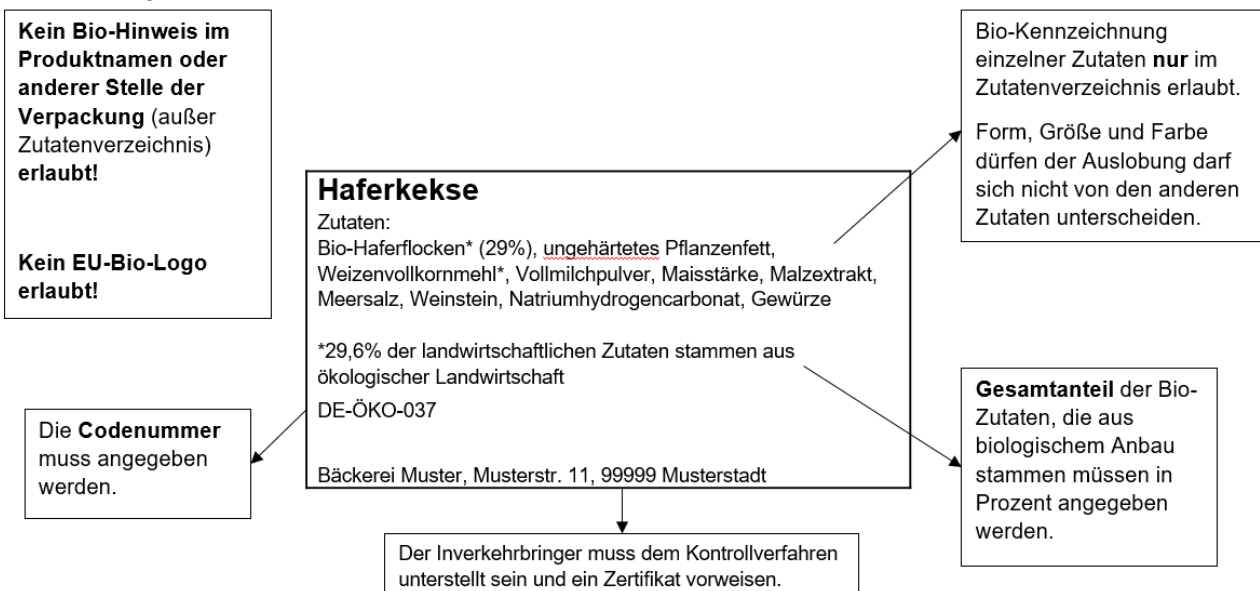 Kein Bio-Hinweis im
Produktnamen oder
anderer Stelle der
Verpackung (außer
Zutatenverzeichnis)
erlaubt!
Kein EU-Bio-Logo
erlaubt!
Bio-Kennzeichnung
einzelner Zutaten nur im
Zutatenverzeichnis erlaubt.
Form, Größe und Farbe
dürfen der Auslobung darf
sich nicht von den anderen
Zutaten unterscheiden.
Haferkekse
Zutaten:
Bio-Haferflocken* (29%), ungehärtetes Pflanzenfett,
Weizenvollkornmehl*, Vollmilchpulver, Maisstärke, Malzextrakt,
Meersalz, Weinstein, Natriumhydrogencarbonat, Gewürze
*29,6% der landwirtschaftlichen Zutaten stammen aus
ökologischer Landwirtschaft
DE-ÖKO-037
Bäckerei Muster, Musterstr. 11, 99999 Musterstadt
Die Codenummer
muss angegeben
werden.
Gesamtanteil der Bio-
Zutaten, die aus
biologischem Anbau
stammen müssen in
Prozent angegeben
werden.
Der Inverkehrbringer muss dem Kontrollverfahren
unterstellt sein und ein Zertifikat vorweisen.